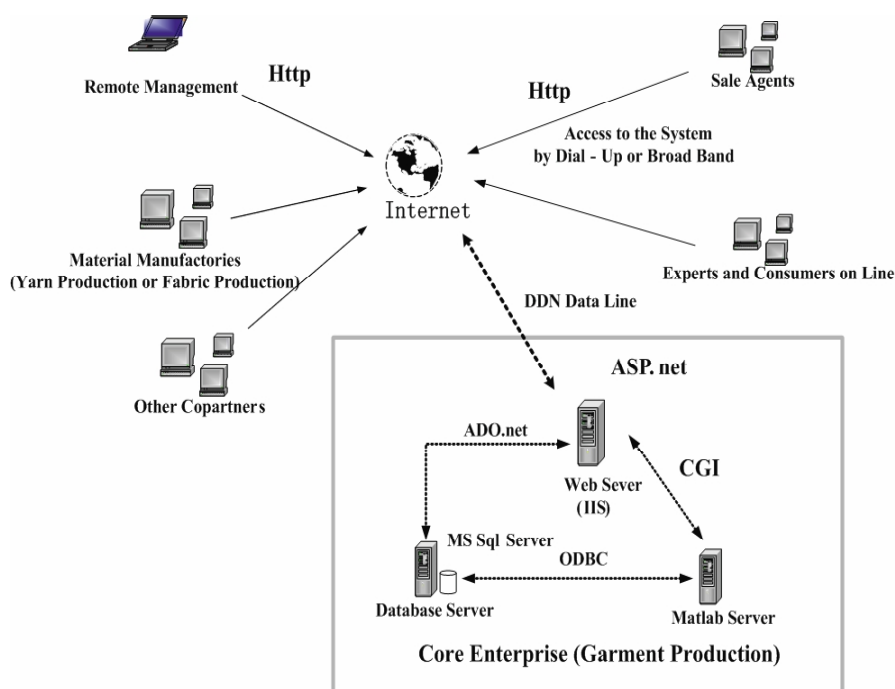 Remote Management
Http
Http
Sale Agents
Access to the System
by Dial - Up or Broad Band
Internet
Material Manufactories
(Yarn Production or Fabric Production)
Experts and Consumers on Line
DDN Data Line
Other Copartners
ASP. net
ADO.net
Web Sever
(IIS)
CGI
MS Sql Server
ODBC
Database Server
Matlab Server
Core Enterprise (Garment Production)